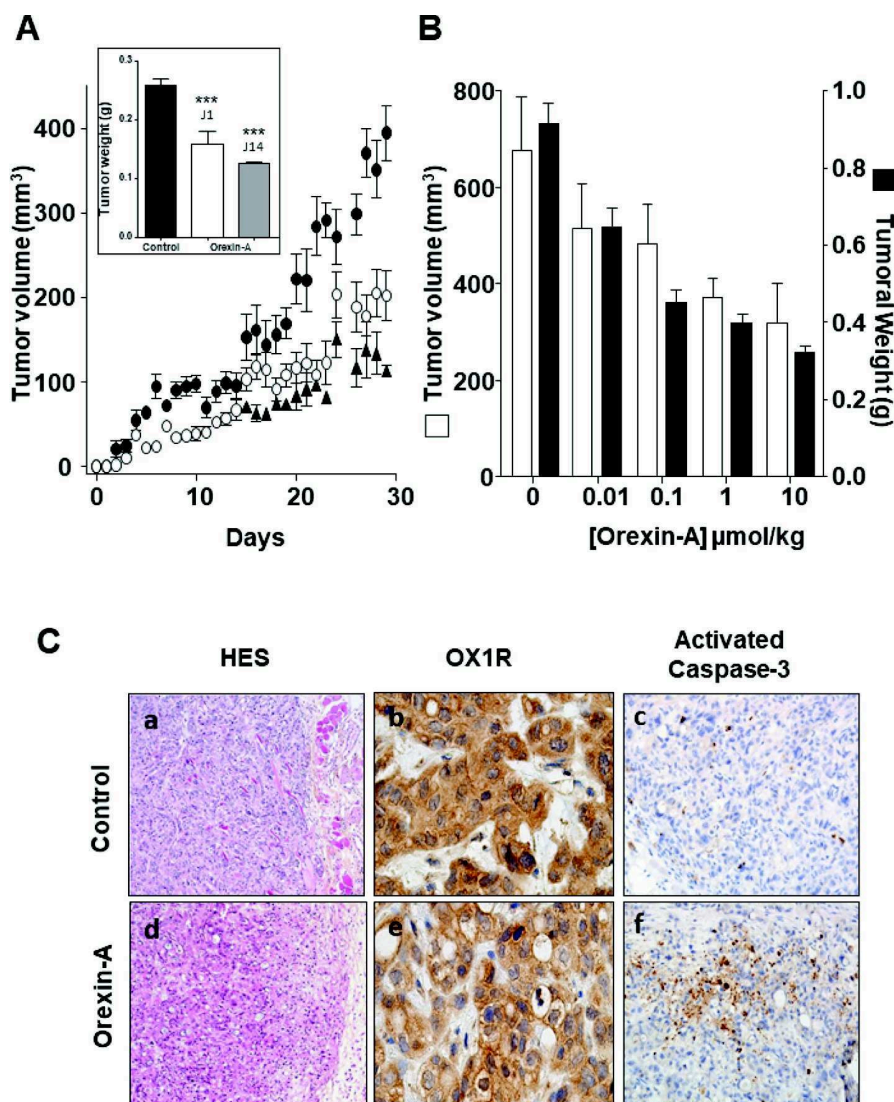 A
Tumor volume (mm3)
400
300
200
100
0
0
10
20
30
Days
Tumor weight (g)
0.3
0.2
0.1
0.0
***
J1
***
J14
Control
Orexin-A
B
Tumor volume (mm3)
800
600
400
200
0
0
0.01
0.1
1
10
[Orexin-A] µmol/kg
1.0
0.8
0.6
0.4
0.2
0.0
Tumoral Weight (g)
C
HES
OX1R
Activated
Caspase-3
Control
a
b
c
Orexin-A
d
e
f